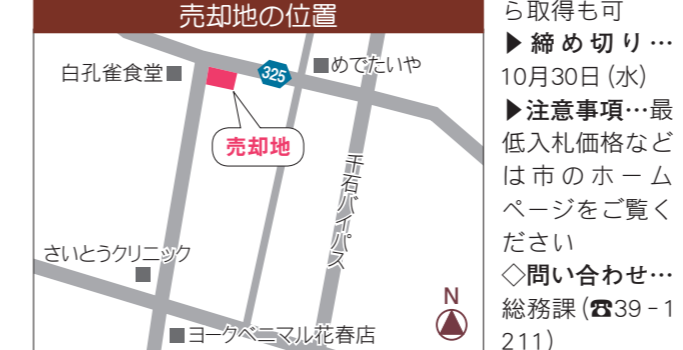 売却地の位置
白孔雀食堂
325
めでたいや
売却地
千石バイパス
さいとうクリニック
ヨークベニマル花春店
N
ら取得も可
▶締め切り…
10月30日(水)
▶注意事項…最
低入札価格など
は市のホーム
ページをご覧く
ださい
◇問い合わせ…
総務課(☎39-1
211)